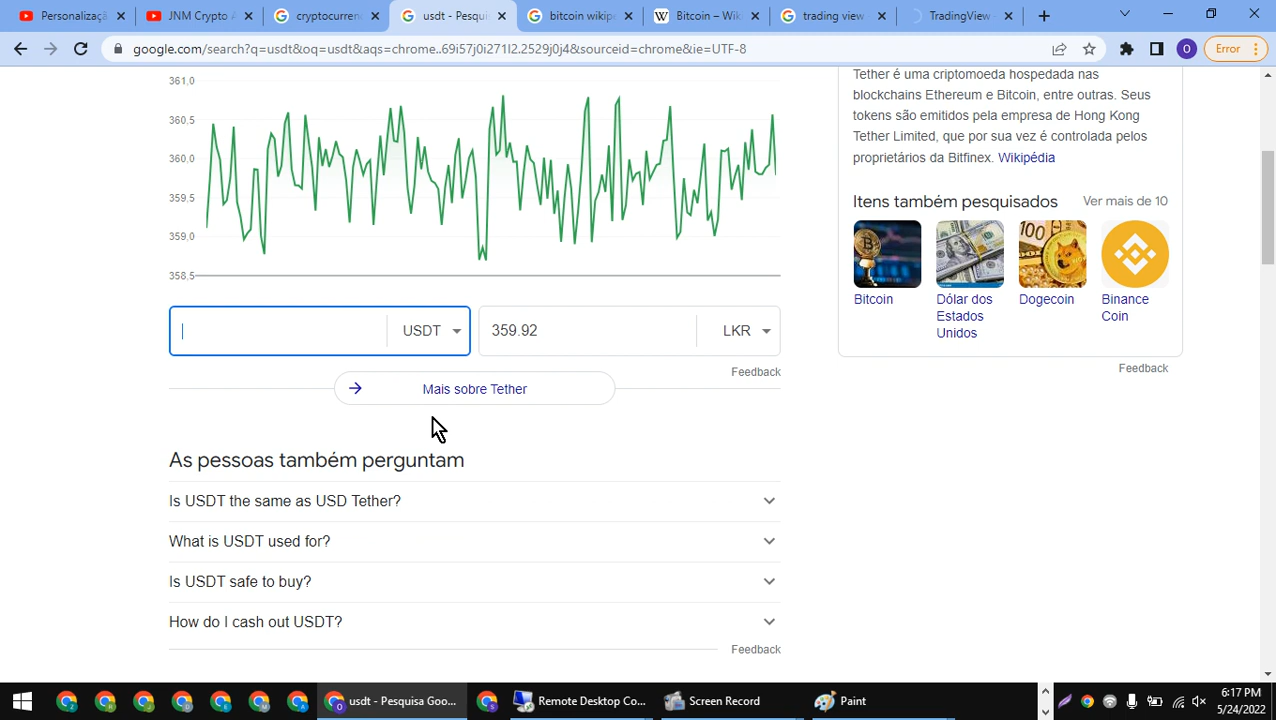 Personalizaçã
JNM Crypto A
cryptocurrenc
usdt - Pesqui
bitcoin wikipe
Bitcoin – Wiki
trading view
TradingView -
google.com/search?q=usdt&oq=usdt&aqs=chrome..69i57j0i271l2.2529j0j4&sourceid=chrome&ie=UTF-8
O
Error
361.0
360.5
360.0
359.5
359.0
358.5
USDT
359.92
LKR
Feedback
Mais sobre Tether
As pessoas também perguntam
Is USDT the same as USD Tether?
What is USDT used for?
Is USDT safe to buy?
How do I cash out USDT?
Feedback
Tether é uma criptomoeda hospedada nas
blockchains Ethereum e Bitcoin, entre outras. Seus
tokens são emitidos pela empresa de Hong Kong
Tether Limited, que por sua vez é controlada pelos
proprietários da Bitfinex. Wikipédia
Itens também pesquisados
Ver mais de 10
Bitcoin
Dólar dos
Estados
Unidos
Dogecoin
Binance
Coin
Feedback
usdt - Pesquisa Goo...
Remote Desktop Co...
Screen Record
Paint
6:17 PM
5/24/2022